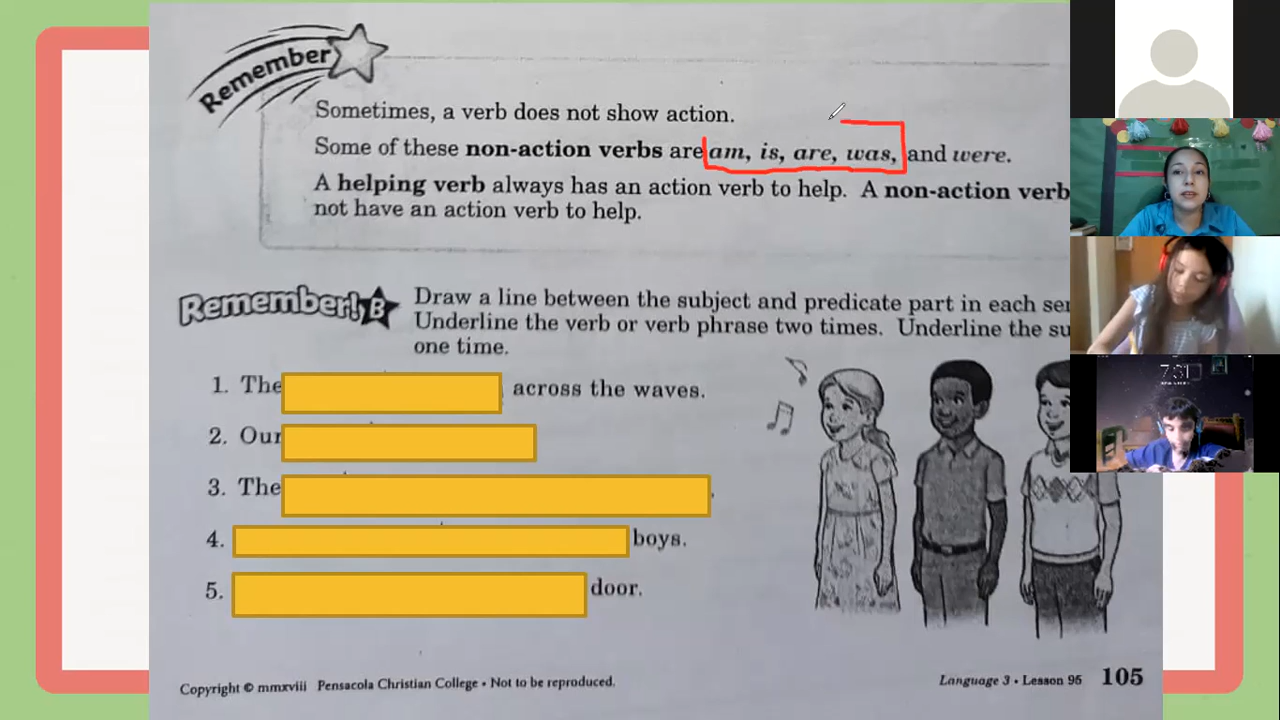 Remember
Sometimes, a verb does not show action.
Some of these non-action verbs are am, is, are, was, and were.
A helping verb always has an action verb to help. A non-action verb
not have an action verb to help.
Remember! B
Draw a line between the subject and predicate part in each se
Underline the verb or verb phrase two times. Underline the su
one time.
1. The across the waves.
2. Our
3. The
4. boys.
5. door.
7:31
Copyright © mmxviii Pensacola Christian College • Not to be reproduced.
Language 3 • Lesson 95 105